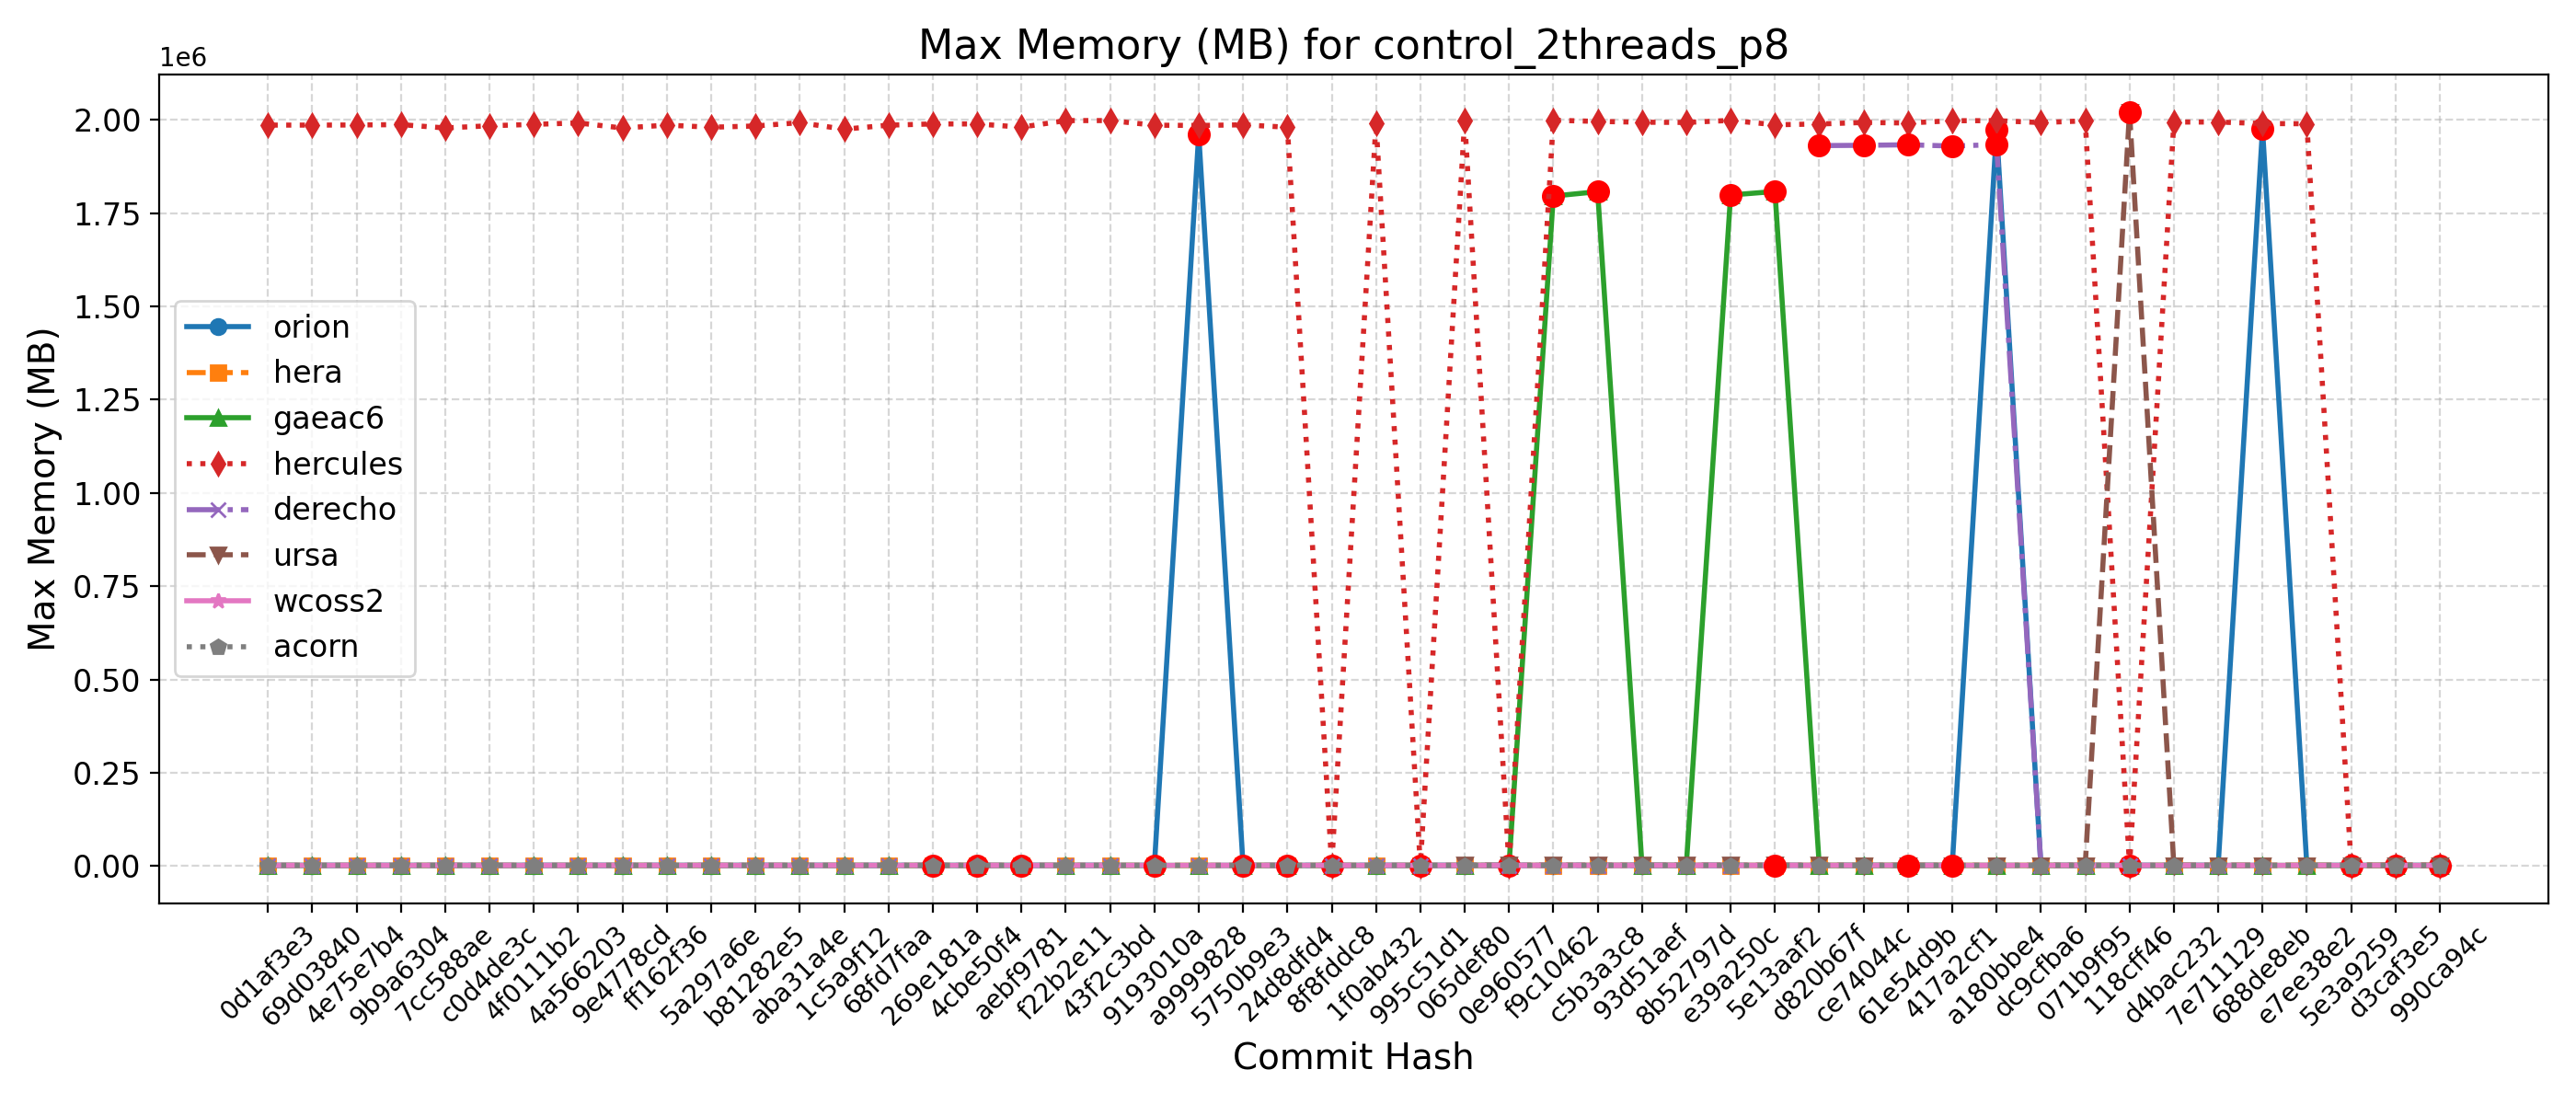 Max Memory (MB) for control_2threads_p8
1e6
2.00
1.75
1.50
1.25
1.00
0.75
0.50
0.25
0.00
Max Memory (MB)
orion
hera
gaeac6
hercules
derecho
ursa
wcoss2
acorn
0d1af3e3
69d03840
4e75e7b4
9b9a6304
7cc588ae
c0d4de3c
4f0111b2
4a566203
9e4778cd
ff162f36
5a297a6e
b81282e5
aba31a4e
1c5a9f12
68fd7faa
269e181a
4cbe50f4
aebf9781
f22b2e11
43f2c3bd
9193010a
a9999828
5750b9e3
24d8dfd4
8f8fddc8
1f0ab432
995c51d1
065def80
0e960577
f9c10462
c5b3a3c8
93d51aef
8b52797d
e39a250c
5e13aaf2
d820b67f
ce74044c
61e54d9b
417a2cf1
a180bbe4
dc9cfba6
071b9f95
118cff46
d4bac232
7e711129
688de8eb
e7ee38e2
5e3a9259
d3caf3e5
990ca94c
Commit Hash